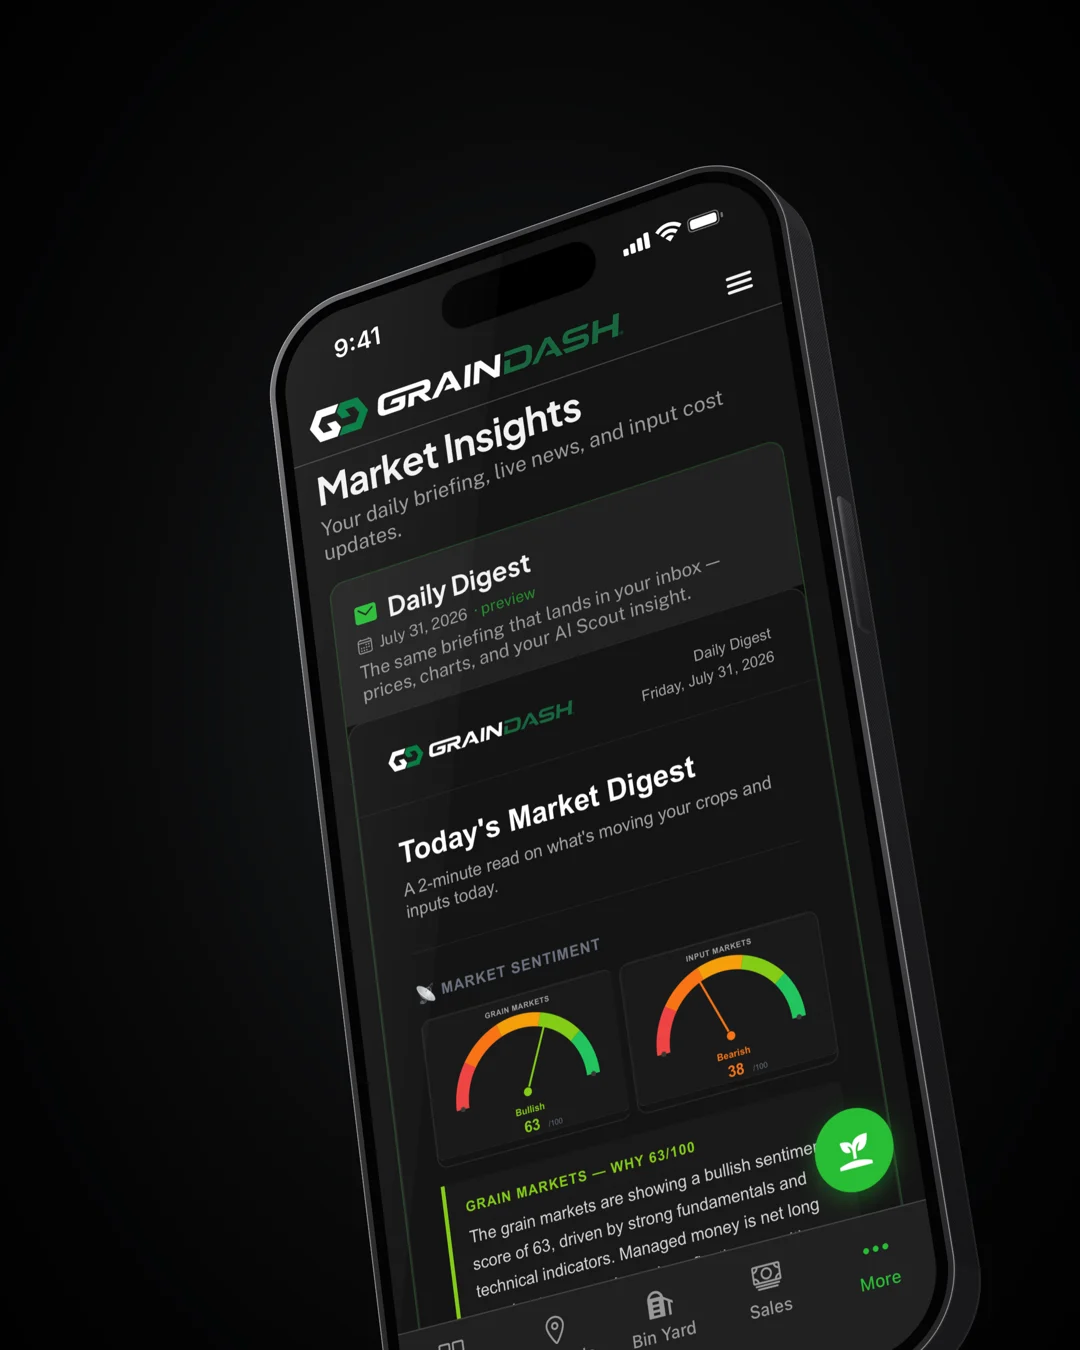 9:41
GRAINDASH
Market Insights
Your daily briefing, live news, and input cost
updates.
Daily Digest
July 31, 2026 · preview
The same briefing that lands in your inbox —
prices, charts, and your AI Scout insight.
GRAINDASH
Daily Digest
Friday, July 31, 2026
Today's Market Digest
A 2-minute read on what's moving your crops and
inputs today.
MARKET SENTIMENT
GRAIN MARKETS
Bullish
63 /100
INPUT MARKETS
Bearish
38 /100
GRAIN MARKETS — WHY 63/100
The grain markets are showing a bullish
score of 63, driven by strong fundamentals and
technical indicators. Managed money is net long
Bin Yard
Sales
More